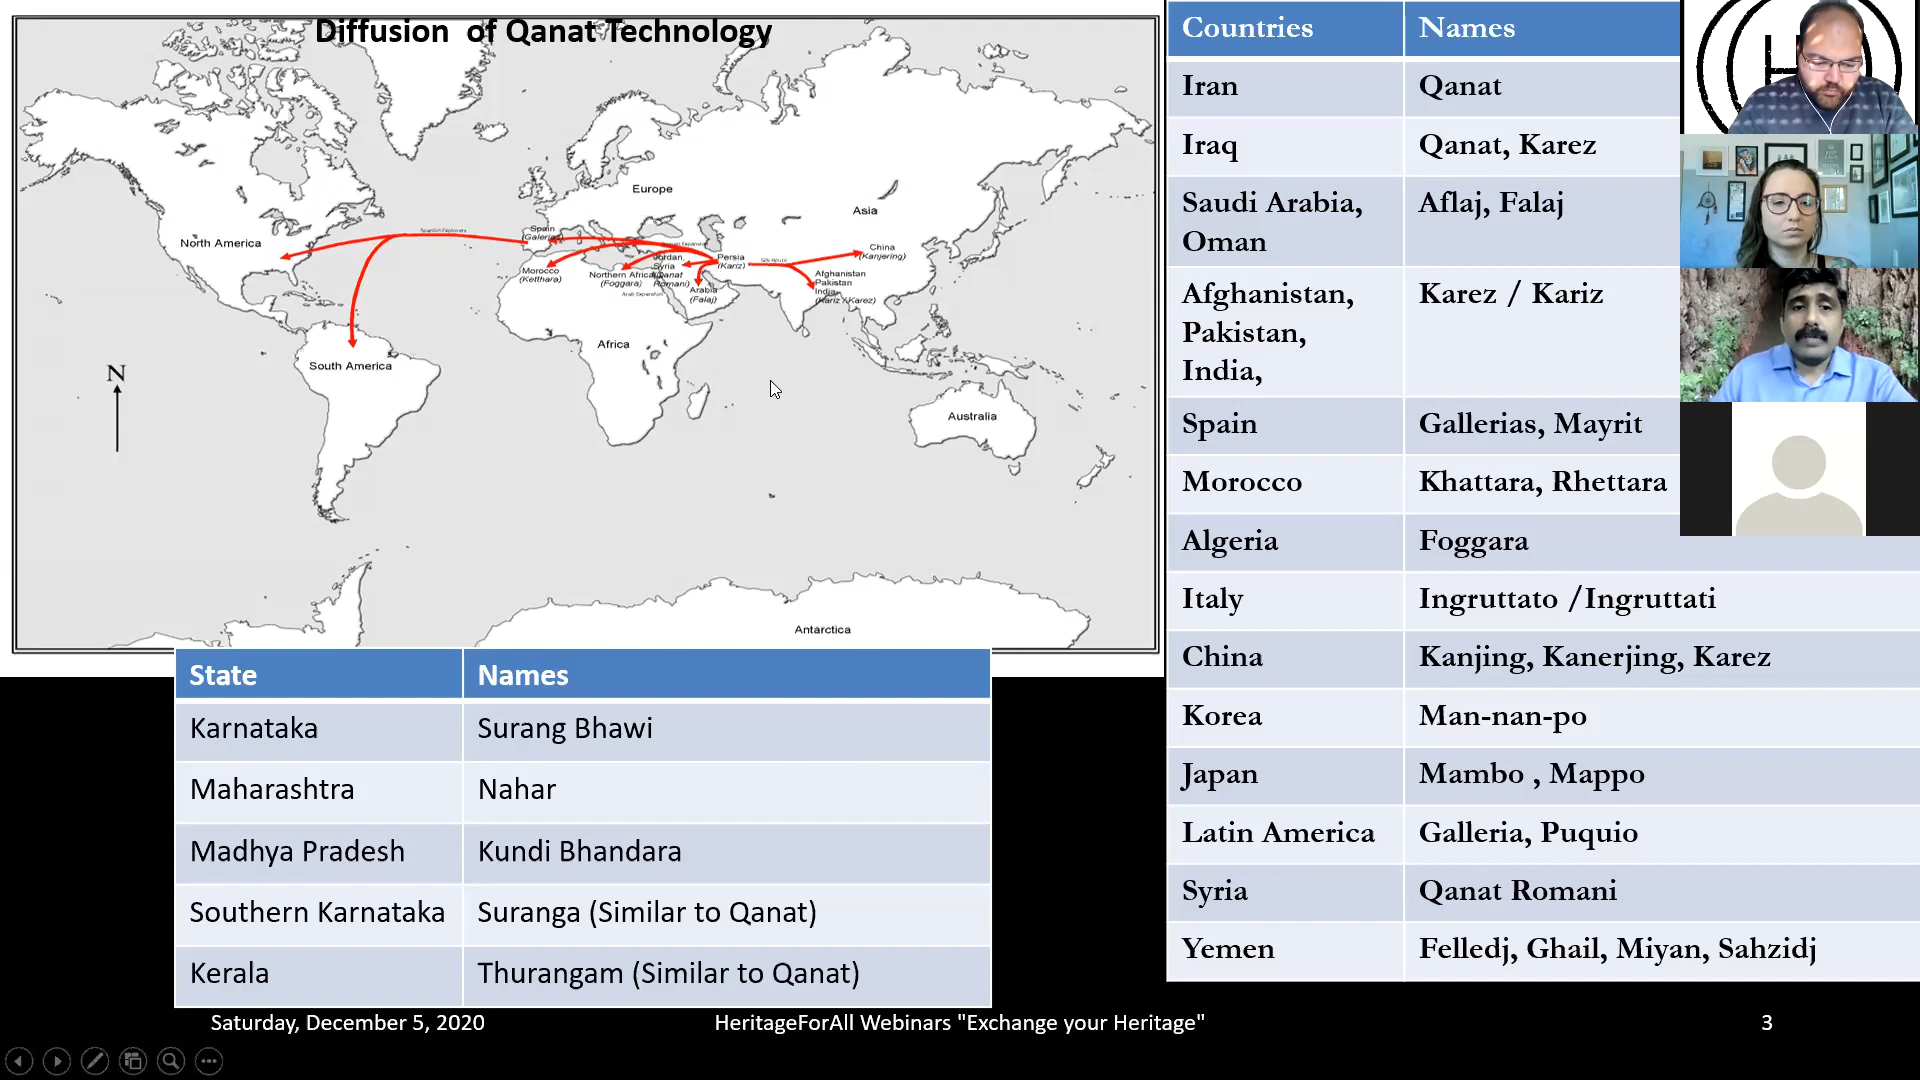 Diffusion of Qanat Technology
Europe
Asia
North America
Spanish Explorers
Spain
(Galerias)
China
(Kanjering)
Persia
(Kariz)
Silk Route
Jordan,
Syria
(Qanat
Romani)
Morocco
(Ketthara)
Northern Africa
(Foggara)
Arab Expansion
Arabia
(Falaj)
Afghanistan
Pakistan
India
(Kariz / Karez)
Africa
South America
Australia
Antarctica
N
Countries Names
Iran Qanat
Iraq Qanat, Karez
Saudi Arabia, Aflaj, Falaj
Oman
Afghanistan, Karez / Kariz
Pakistan,
India,
Spain Gallerias, Mayrit
Morocco Khattara, Rhettara
Algeria Foggara
Italy Ingruttato /Ingruttati
China Kanjing, Kanerjing, Karez
Korea Man-nan-po
Japan Mambo , Mappo
Latin America Galleria, Puquio
Syria Qanat Romani
Yemen Felledj, Ghail, Miyan, Sahzidj
State Names
Karnataka Surang Bhawi
Maharashtra Nahar
Madhya Pradesh Kundi Bhandara
Southern Karnataka Suranga (Similar to Qanat)
Kerala Thurangam (Similar to Qanat)
Saturday, December 5, 2020 HeritageForAll Webinars "Exchange your Heritage" 3